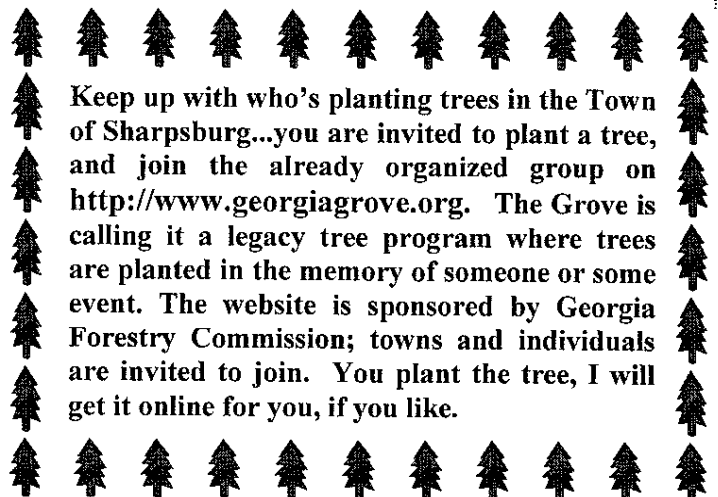 Keep up with who's planting trees in the Town
of Sharpsburg...you are invited to plant a tree,
and join the already organized group on
http://www.georgiagrove.org. The Grove is
calling it a legacy tree program where trees
are planted in the memory of someone or some
event. The website is sponsored by Georgia
Forestry Commission; towns and individuals
are invited to join. You plant the tree, I will
get it online for you, if you like.